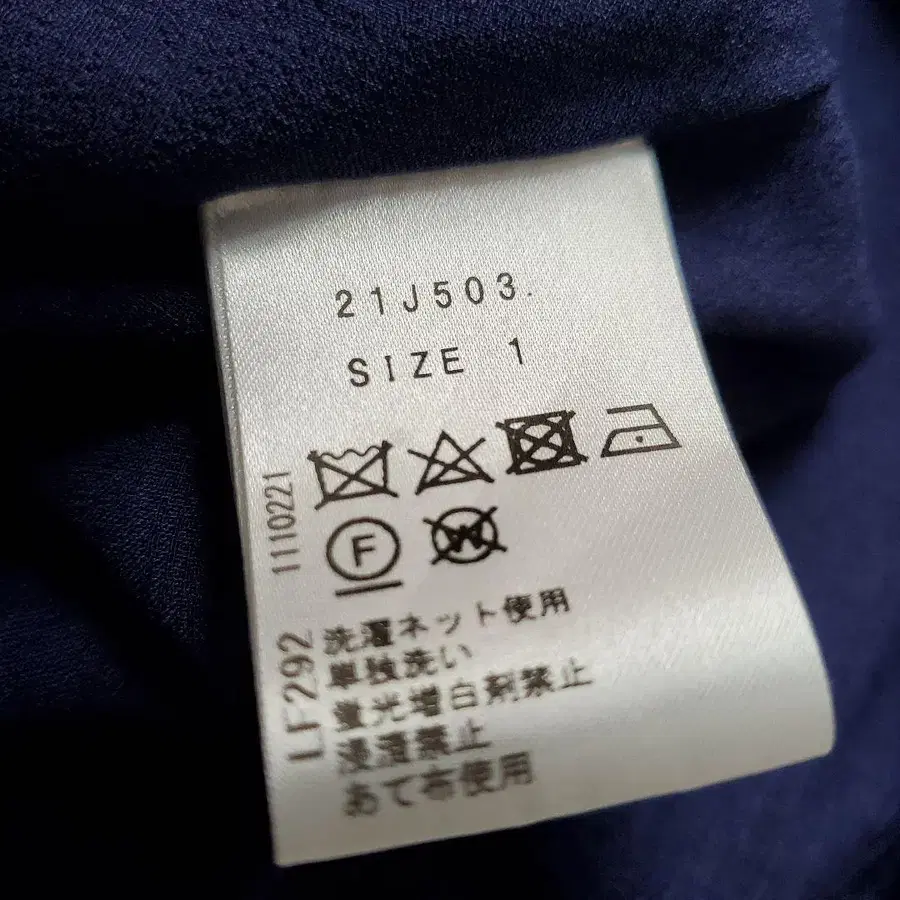 21J503.
SIZE 1
1110221
F
W
LF292
洗濯ネット使用
単独洗い
蛍光増白剤禁止
浸漬禁止
あて布使用